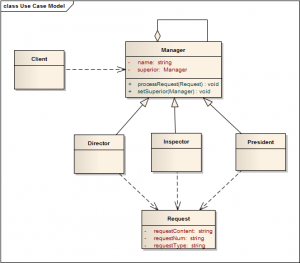 class Use Case Model
Manager
- name: string
- superior: Manager
+ processRequest(Request) : void
+ setSuperior(Manager) : void
Client
Director
Inspector
President
Request
- requestContent: string
- requestNum: string
- requestType: string